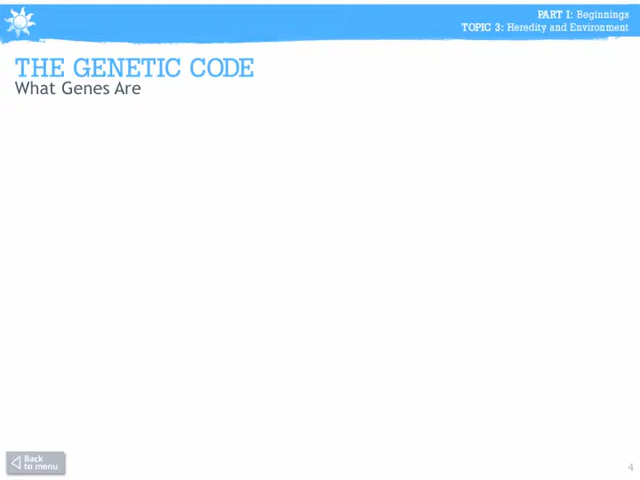 PART I: Beginnings
TOPIC 3: Heredity and Environment
THE GENETIC CODE
What Genes Are
Back
to menu
4